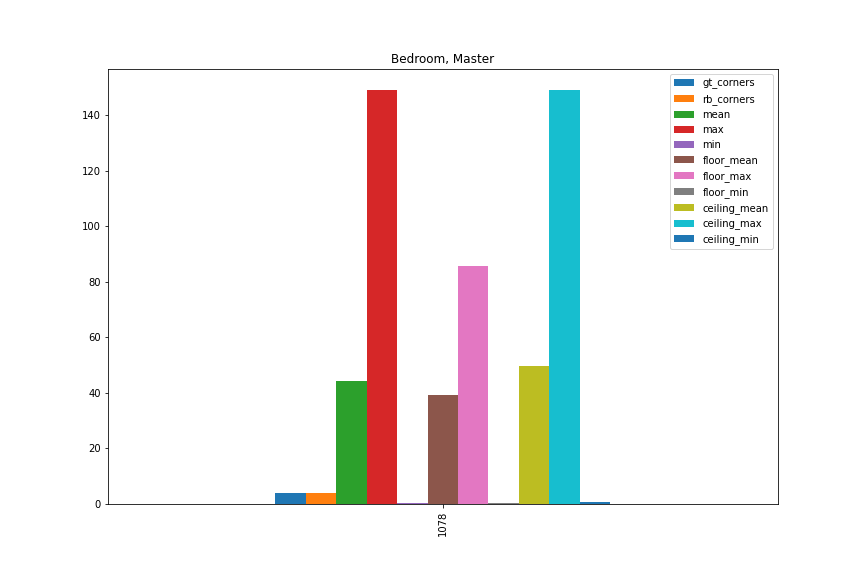 Bedroom, Master
140
120
100
80
60
40
20
0
1078
gt_corners
rb_corners
mean
max
min
floor_mean
floor_max
floor_min
ceiling_mean
ceiling_max
ceiling_min